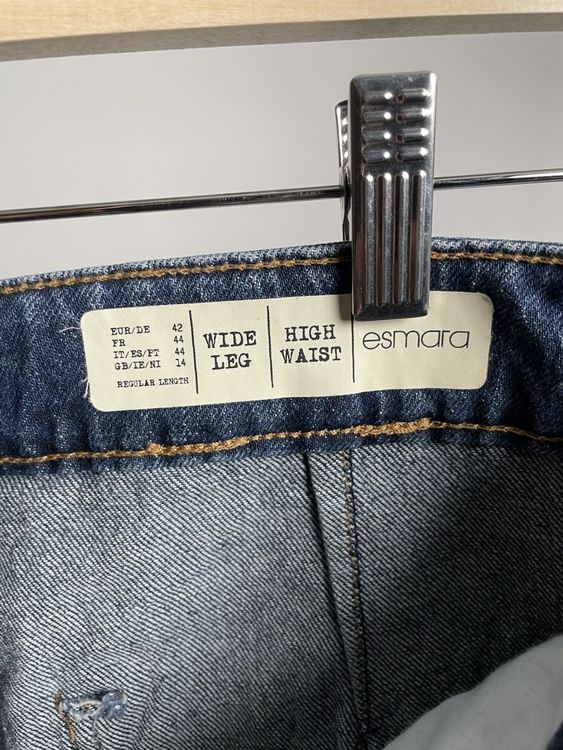 EUR/DE 42
FR 44
IT/ES/PT 44
GB/IE/NI 14
REGULAR LENGTH
WIDE
LEG
HIGH
WAIST
esmara